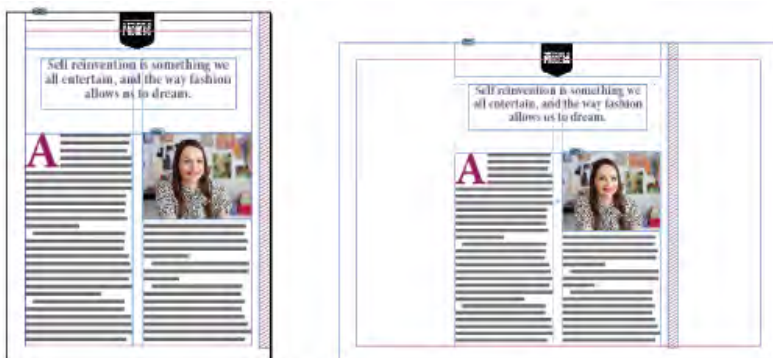 Self reinvention is something we
all entertain, and the way fashion
allows us to dream.
A
Self reinvention is something we
all entertain, and the way fashion
allows us to dream.
A